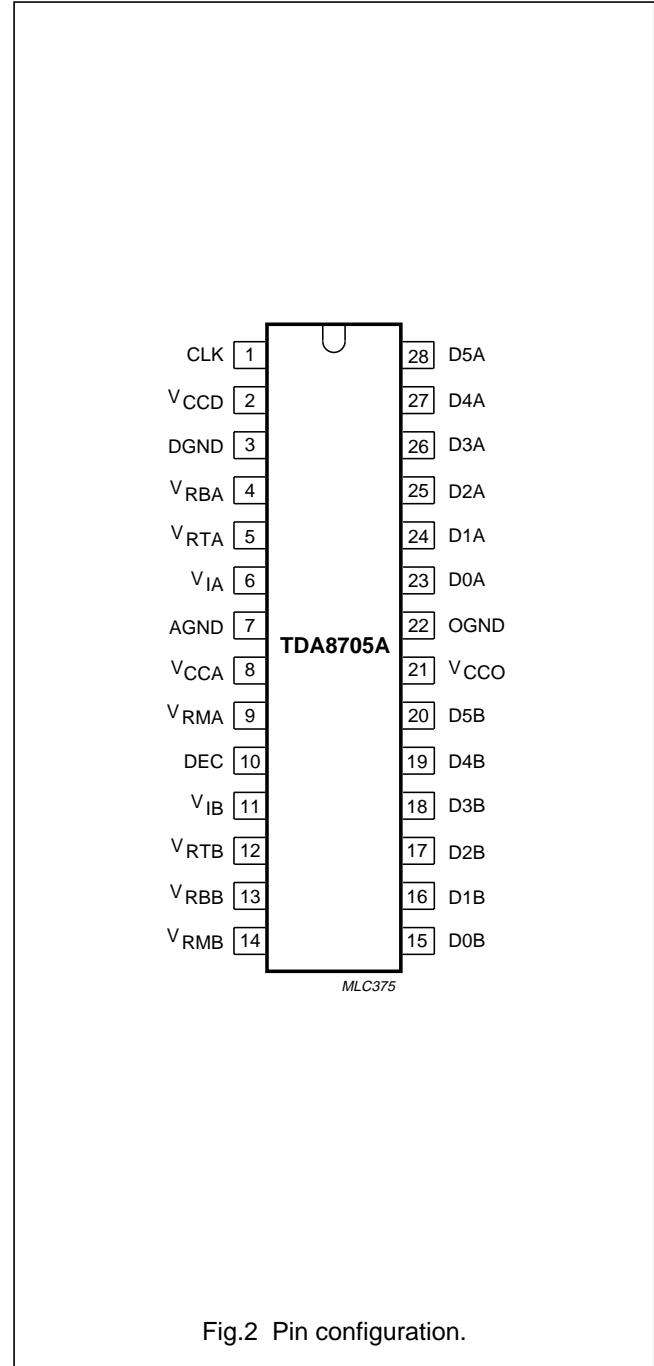 CLK 1 28 D5A
VCCD 2 27 D4A
DGND 3 26 D3A
VRBA 4 25 D2A
VRTA 5 24 D1A
VIA 6 23 D0A
AGND 7 22 OGND
TDA8705A
VCCA 8 21 VCCO
VRMA 9 20 D5B
DEC 10 19 D4B
VIB 11 18 D3B
VRTB 12 17 D2B
VRBB 13 16 D1B
VRMB 14 15 D0B
MLC375
Fig.2 Pin configuration.